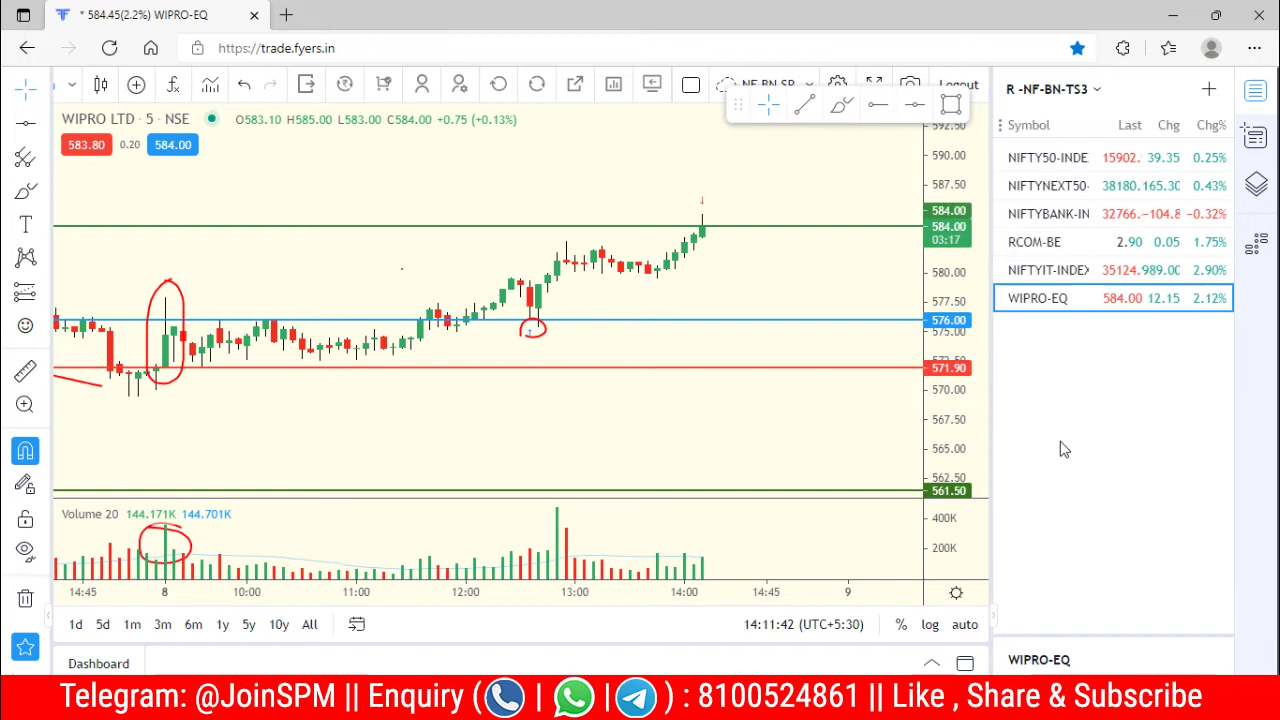 * 584.45(2.2%) WIPRO-EQ
https://trade.fyers.in
Logout
WIPRO LTD · 5 · NSE O583.10 H585.00 L583.00 C584.00 +0.75 (+0.13%)
583.80 0.20 584.00
592.50
590.00
587.50
584.00
584.00
03:17
580.00
577.50
576.00
575.00
571.90
570.00
567.50
565.00
562.50
561.50
Volume 20 144.171K 144.701K
400K
200K
14:45 8 10:00 11:00 12:00 13:00 14:00 14:45 9
1d 5d 1m 3m 6m 1y 5y 10y All 14:11:42 (UTC+5:30) % log auto
Dashboard
R -NF-BN-TS3
Symbol Last Chg Chg%
NIFTY50-INDE 15902. 39.35 0.25%
NIFTYNEXT50- 38180. 165.30 0.43%
NIFTYBANK-IN 32766. −104.8 −0.32%
RCOM-BE 2.90 0.05 1.75%
NIFTYIT-INDEX 35124. 989.00 2.90%
WIPRO-EQ 584.00 12.15 2.12%
WIPRO-EQ
Telegram: @JoinSPM || Enquiry ( | | ) : 8100524861 || Like , Share & Subscribe